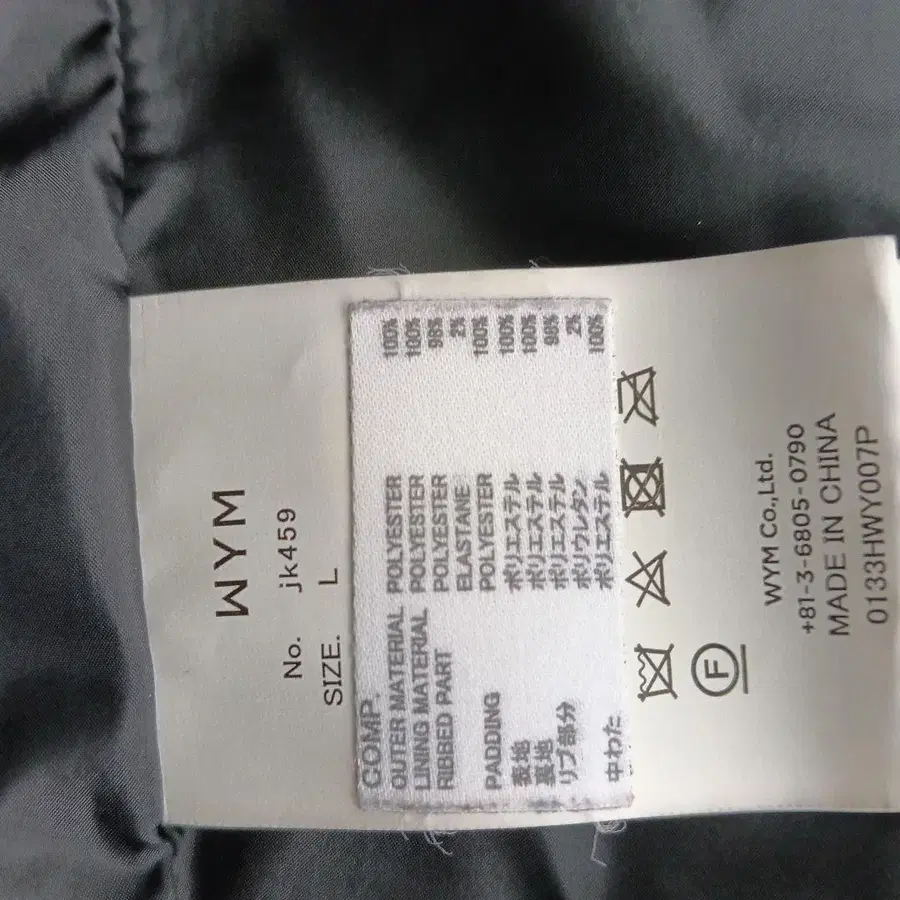 WYM
No. jk459
SIZE. L
COMP.
OUTER MATERIAL POLYESTER 100%
LINING MATERIAL POLYESTER 100%
RIBBED PART POLYESTER 98%
ELASTANE 2%
PADDING POLYESTER 100%
表地 ポリエステル 100%
裏地 ポリエステル 100%
リブ部分 ポリエステル 98%
ポリウレタン 2%
中わた ポリエステル 100%
F
WYM Co.,Ltd.
+81-3-6805-0790
MADE IN CHINA
0133HWY007P